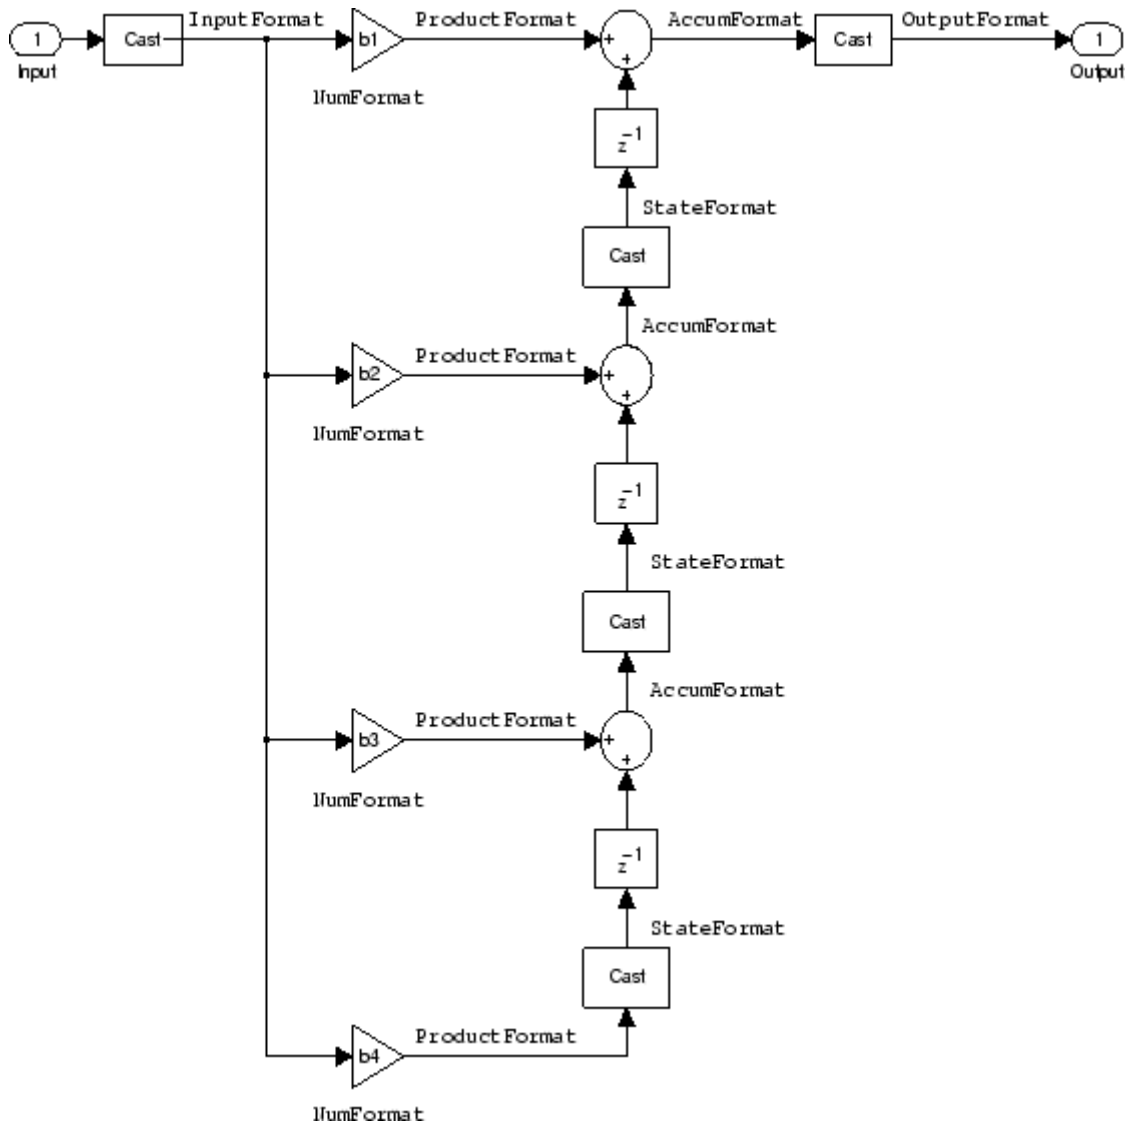 InputFormat ProductFormat AccumFormat OutputFormat
1 Cast b1 + + Cast 1
Input Output
NumFormat
z^-1
StateFormat
Cast
AccumFormat
ProductFormat
b2 + +
NumFormat
z^-1
StateFormat
Cast
AccumFormat
ProductFormat
b3 + +
NumFormat
z^-1
StateFormat
Cast
ProductFormat
b4
NumFormat